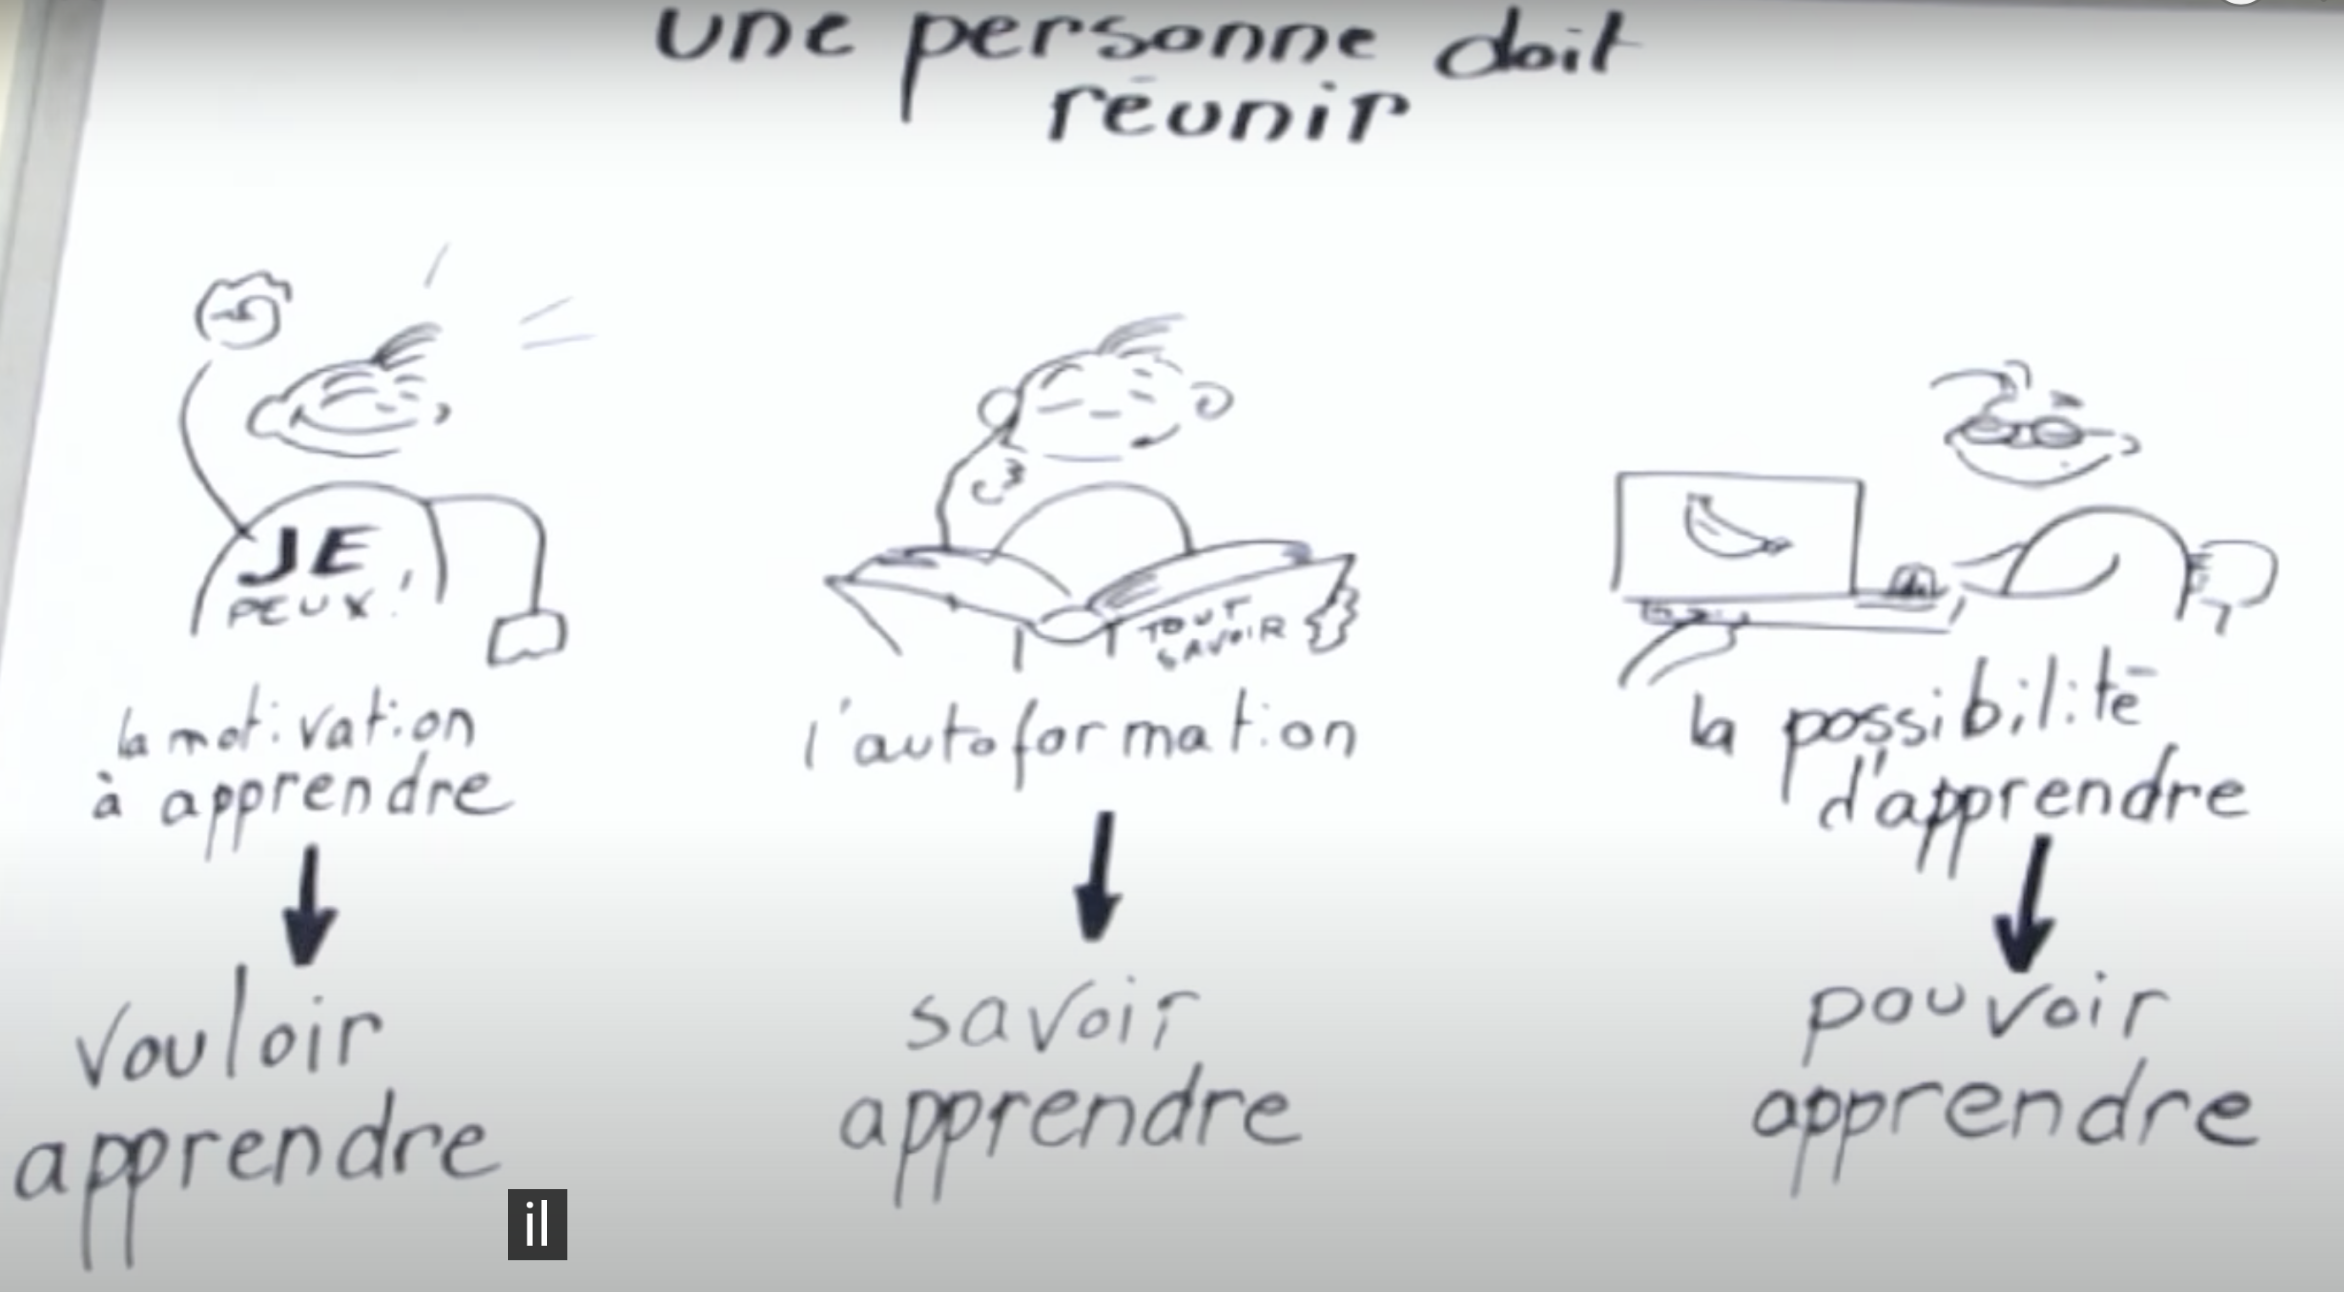 une personne doit
réunir
JE
PEUX!
TOUT
SAVOIR
la motivation
à apprendre
l'autoformation
la possibilité
d'apprendre
vouloir
apprendre
savoir
apprendre
pouvoir
apprendre
il